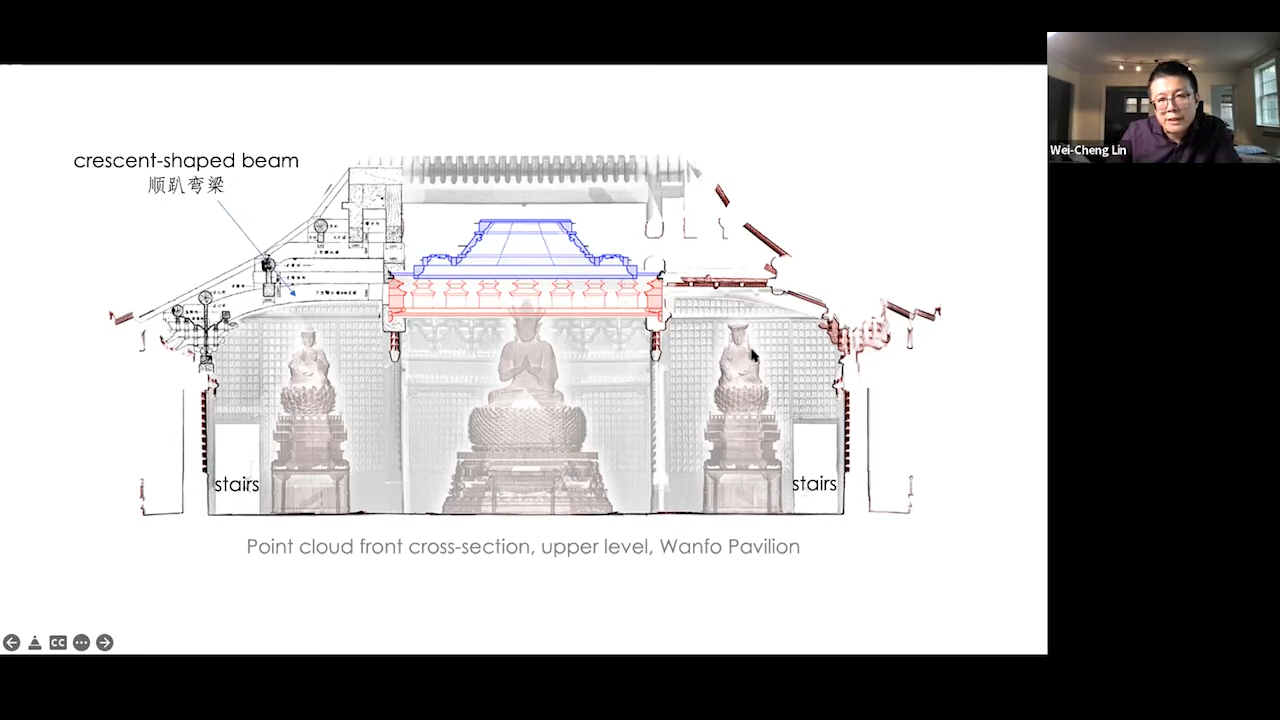 crescent-shaped beam
顺趴弯梁
stairs
stairs
Point cloud front cross-section, upper level, Wanfo Pavilion
CC
Wei-Cheng Lin